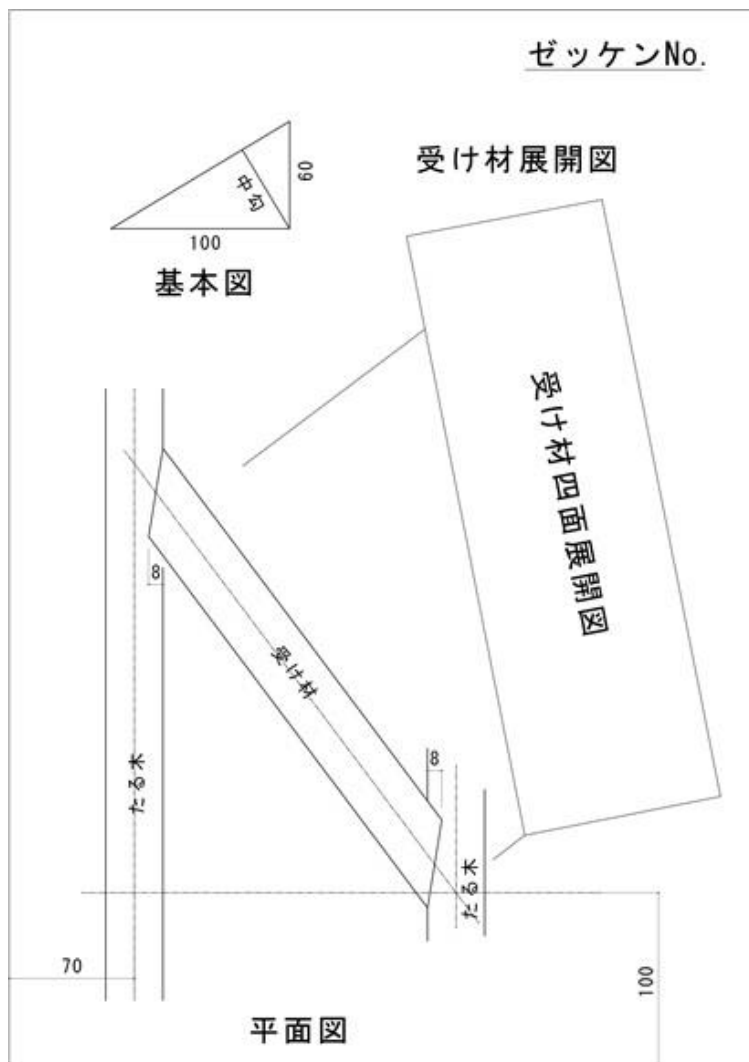 ゼッケンNo.
受け材展開図
60
中勾
100
基本図
受け材四面展開図
8
受け材
8
たる木
たる木
70
100
平面図